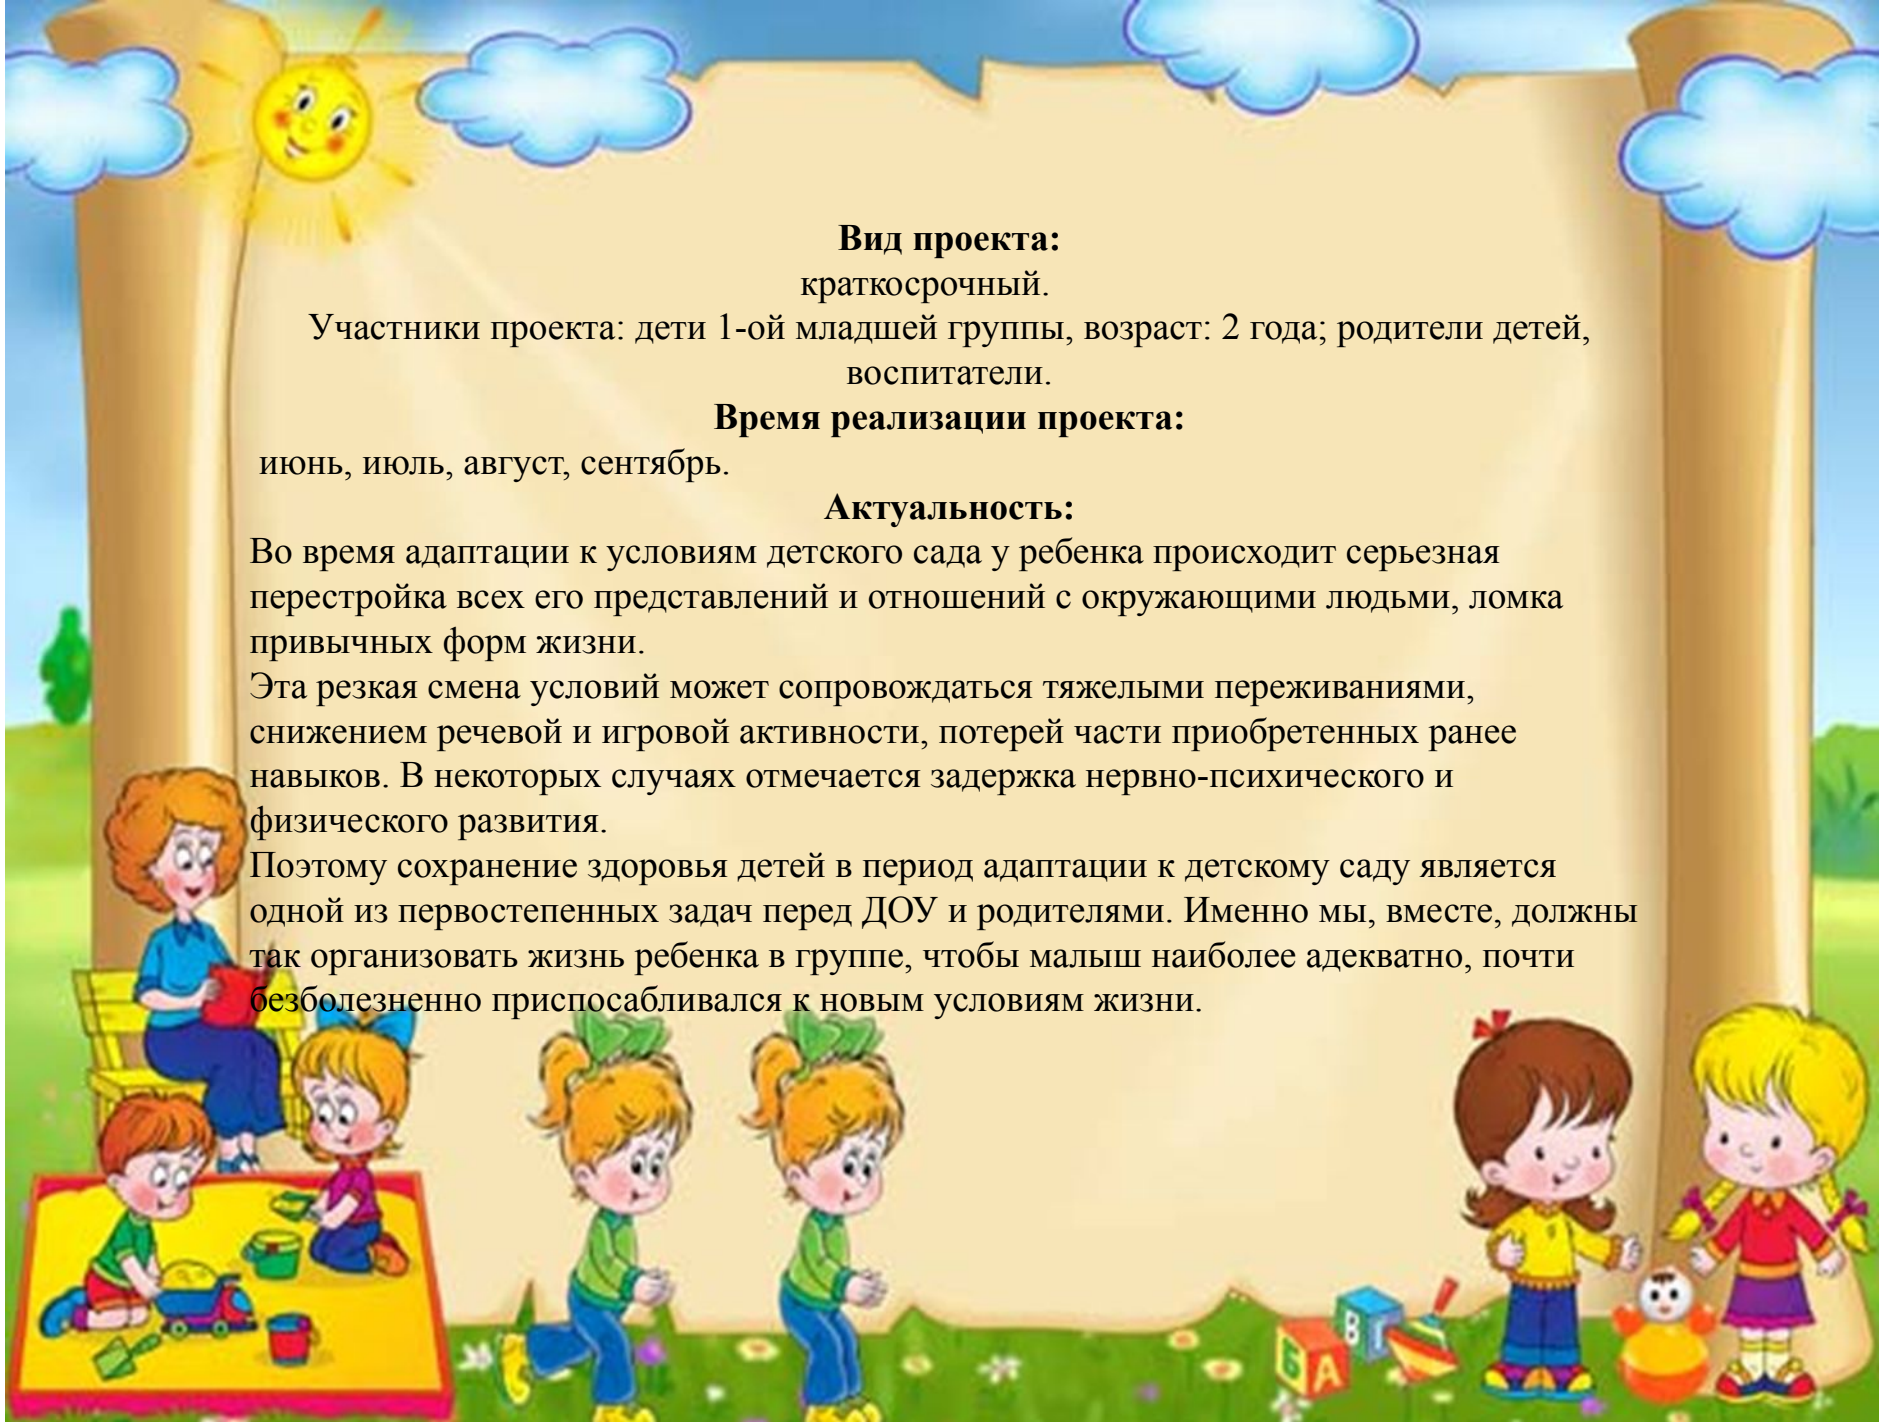 Вид проекта:
краткосрочный.
Участники проекта: дети 1-ой младшей группы, возраст: 2 года; родители детей,
воспитатели.
Время реализации проекта:
июнь, июль, август, сентябрь.
Актуальность:
Во время адаптации к условиям детского сада у ребенка происходит серьезная
перестройка всех его представлений и отношений с окружающими людьми, ломка
привычных форм жизни.
Эта резкая смена условий может сопровождаться тяжелыми переживаниями,
снижением речевой и игровой активности, потерей части приобретенных ранее
навыков. В некоторых случаях отмечается задержка нервно-психического и
физического развития.
Поэтому сохранение здоровья детей в период адаптации к детскому саду является
одной из первостепенных задач перед ДОУ и родителями. Именно мы, вместе, должны
так организовать жизнь ребенка в группе, чтобы малыш наиболее адекватно, почти
безболезненно приспосабливался к новым условиям жизни.
В Г
Б А